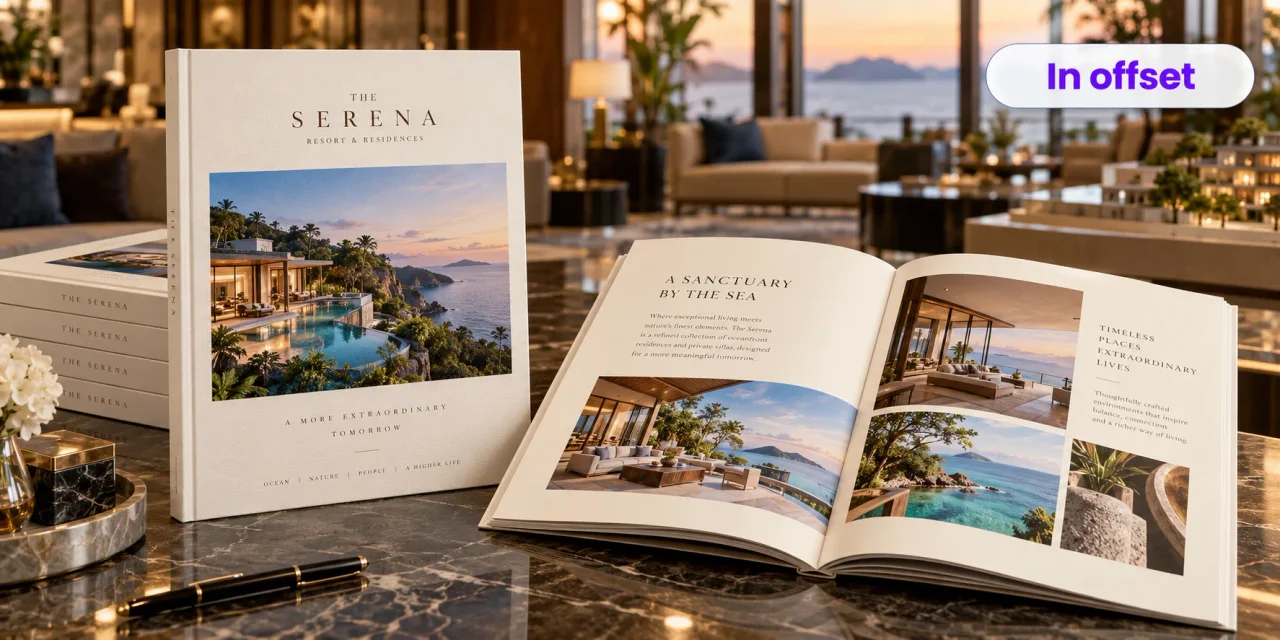 In offset
THE
SERENA
RESORT & RESIDENCES
A MORE EXTRAORDINARY
TOMORROW
OCEAN | NATURE | PEOPLE | A HIGHER LIFE
THE SERENA
THE SERENA
THE SERENA
THE SERENA
THE SERENA
A SANCTUARY
BY THE SEA
Where exceptional living meets
nature's finest elements. The Serena
is a refined collection of oceanfront
residences and private villas, designed
for a more meaningful tomorrow.
TIMELESS
PLACES
EXTRAORDINARY
LIVES
Thoughtfully crafted
environments that inspire
balance, connection
and a richer way of living.